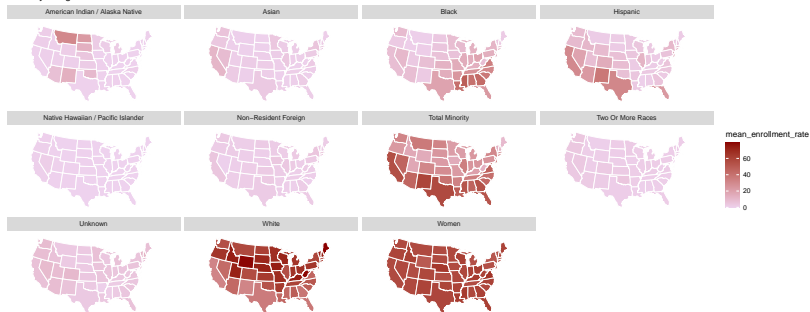 American Indian / Alaska Native
Asian
Black
Hispanic
Native Hawaiian / Pacific Islander
Non−Resident Foreign
Total Minority
Two Or More Races
mean_enrollment_rate
60
40
20
0
Unknown
White
Women